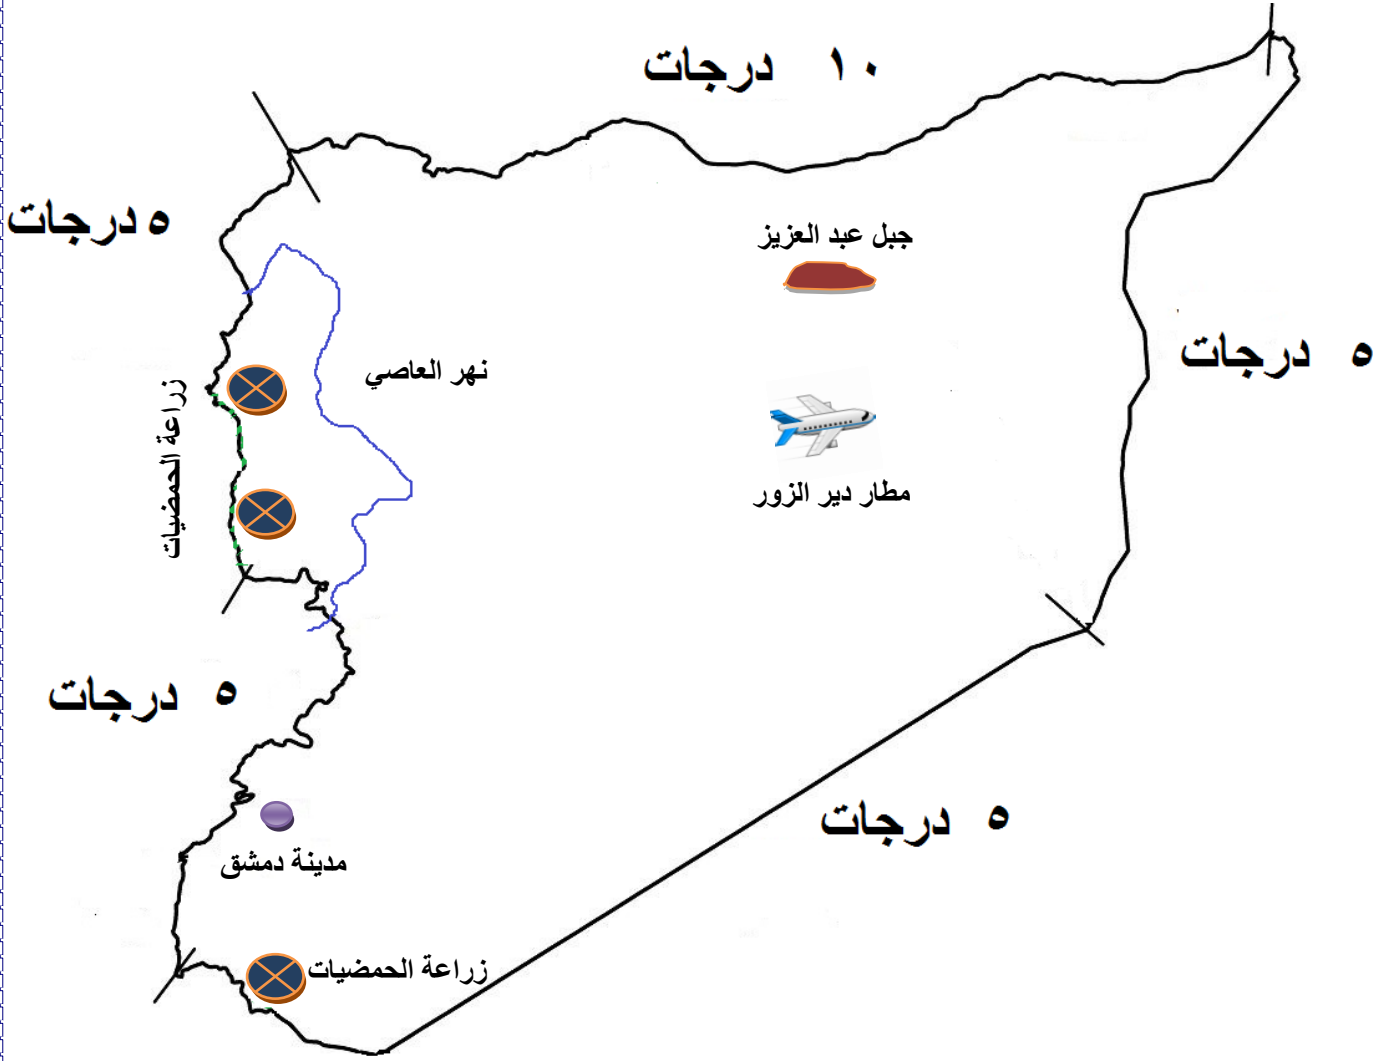 ١٠ درجات
٥ درجات
جبل عبد العزيز
٥ درجات
نهر العاصي
زراعة الحمضيات
مطار دير الزور
٥ درجات
٥ درجات
مدينة دمشق
زراعة الحمضيات